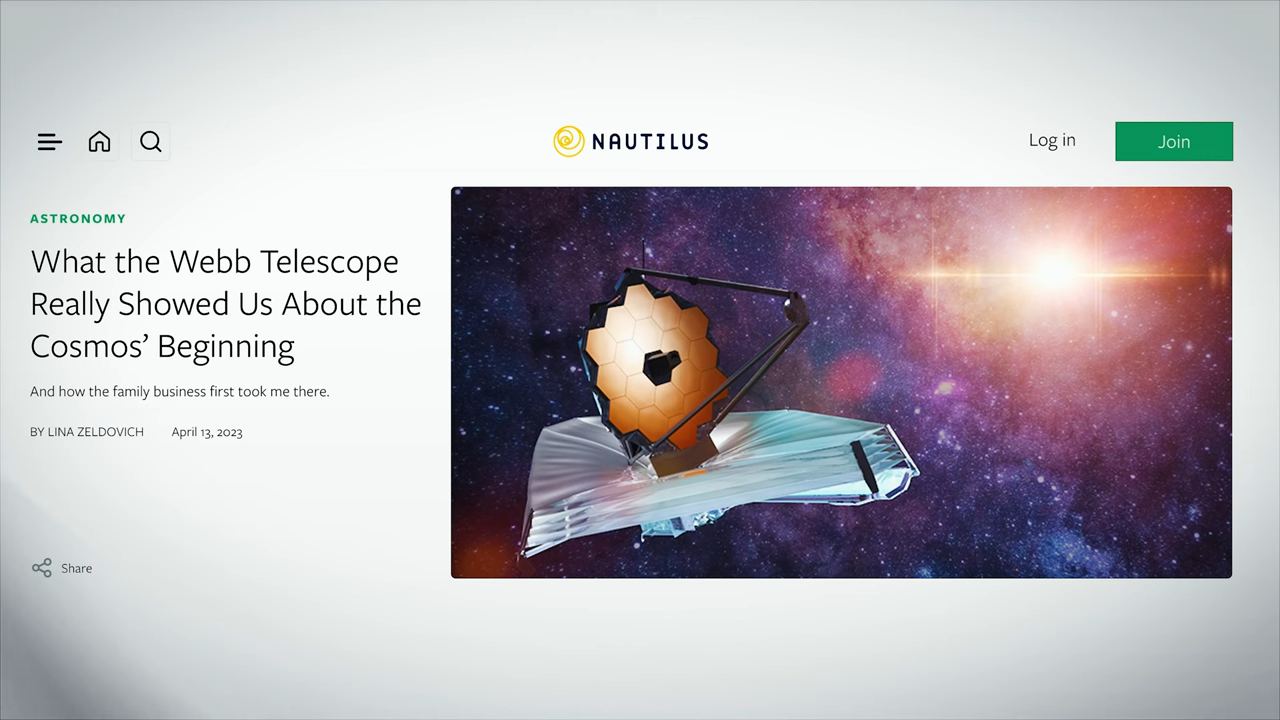 NAUTILUS
Log in
Join
ASTRONOMY
What the Webb Telescope
Really Showed Us About the
Cosmos’ Beginning
And how the family business first took me there.
BY LINA ZELDOVICH April 13, 2023
Share